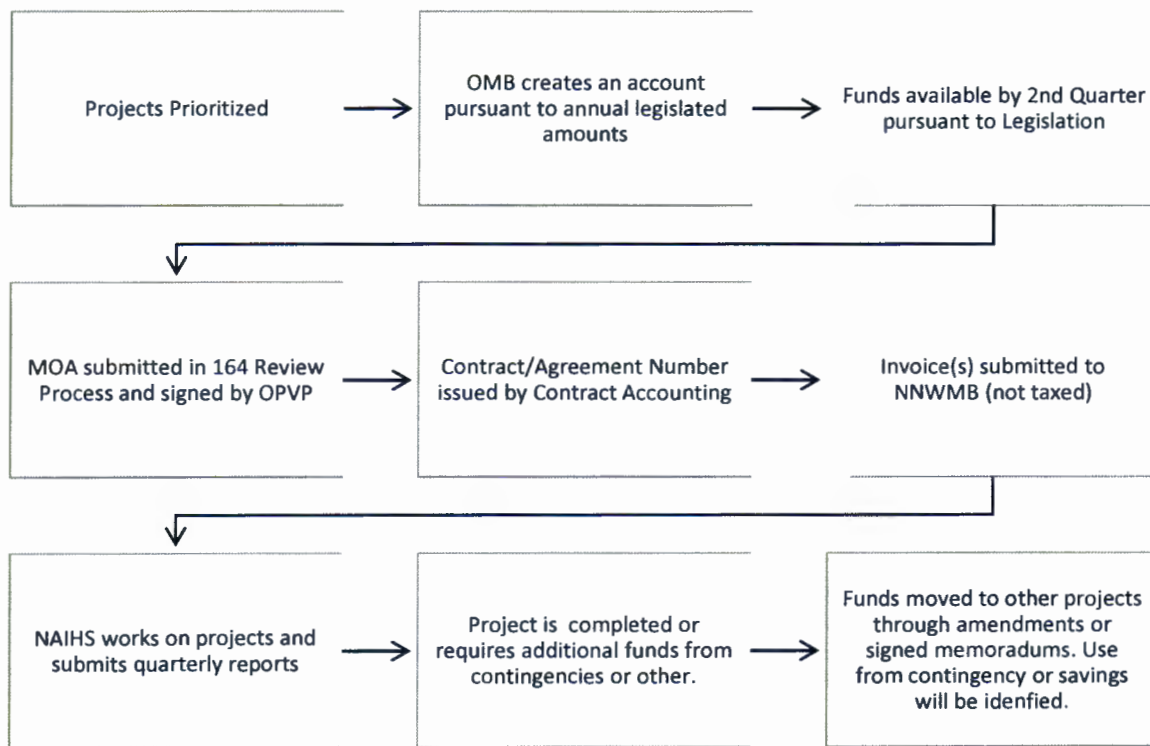 Projects Prioritized
OMB creates an account
pursuant to annual legislated
amounts
Funds available by 2nd Quarter
pursuant to Legislation
MOA submitted in 164 Review
Process and signed by OPVP
Contract/Agreement Number
issued by Contract Accounting
Invoice(s) submitted to
NNWMB (not taxed)
NAIHS works on projects and
submits quarterly reports
Project is completed or
requires additional funds from
contingencies or other.
Funds moved to other projects
through amendments or
signed memoradums. Use
from contingency or savings
will be idenfied.